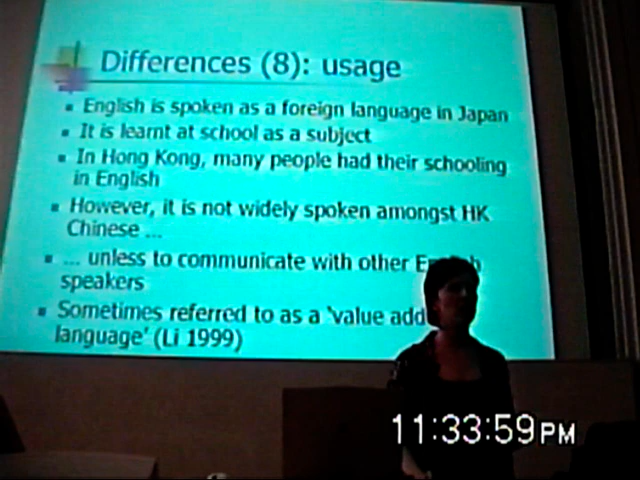 Differences (8): usage
English is spoken as a foreign language in Japan
It is learnt at school as a subject
In Hong Kong, many people had their schooling
in English
However, it is not widely spoken amongst HK
Chinese ...
... unless to communicate with other
speakers
Sometimes referred to as a 'value
language' (Li 1999)
11:33:59PM